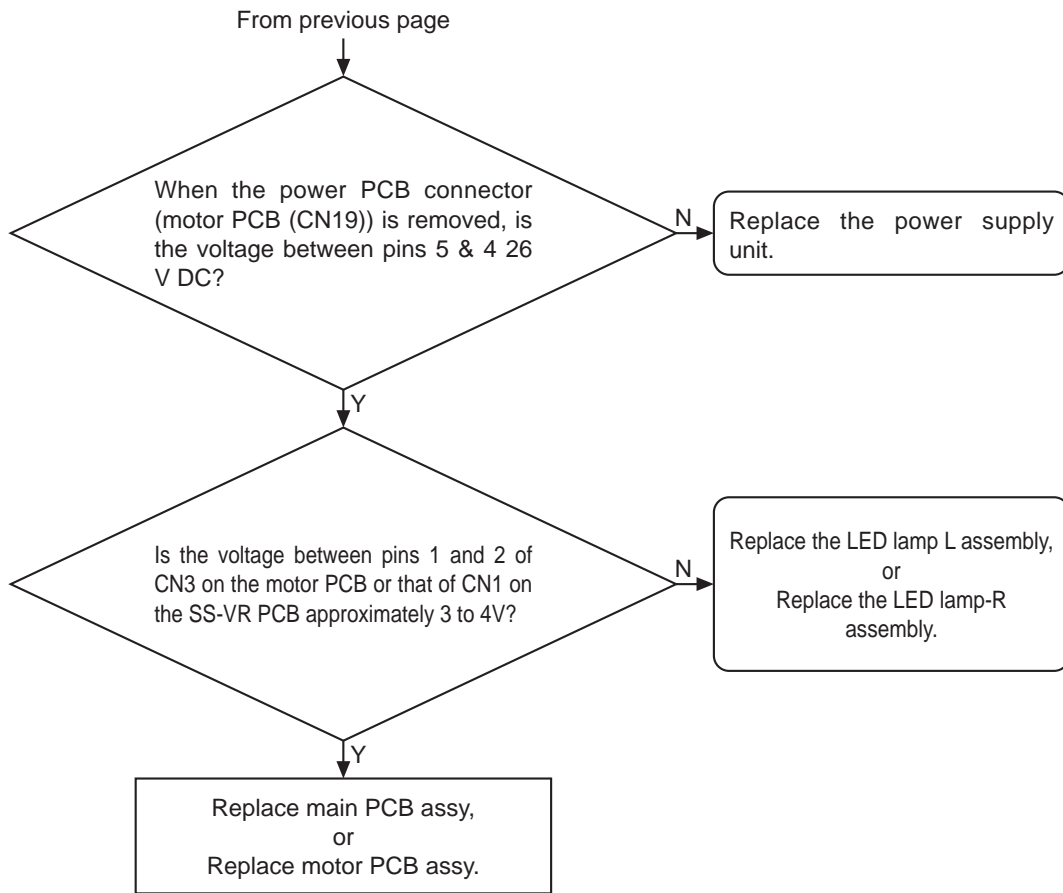 From previous page
When the power PCB connector
(motor PCB (CN19)) is removed, is
the voltage between pins 5 & 4 26
V DC?
N
Replace the power supply
unit.
Y
Is the voltage between pins 1 and 2 of
CN3 on the motor PCB or that of CN1 on
the SS-VR PCB approximately 3 to 4V?
N
Replace the LED lamp L assembly,
or
Replace the LED lamp-R
assembly.
Y
Replace main PCB assy,
or
Replace motor PCB assy.